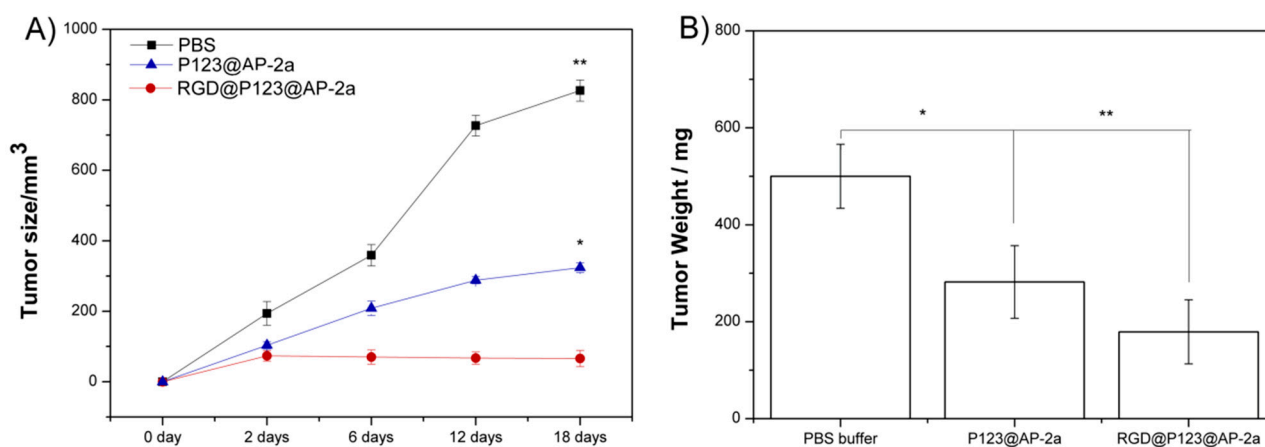 A)
PBS
P123@AP-2a
RGD@P123@AP-2a
**
*
Tumor size/mm³
1000
800
600
400
200
0
0 day 2 days 6 days 12 days 18 days
B)
* **
Tumor Weight / mg
800
600
400
200
0
PBS buffer P123@AP-2a RGD@P123@AP-2a